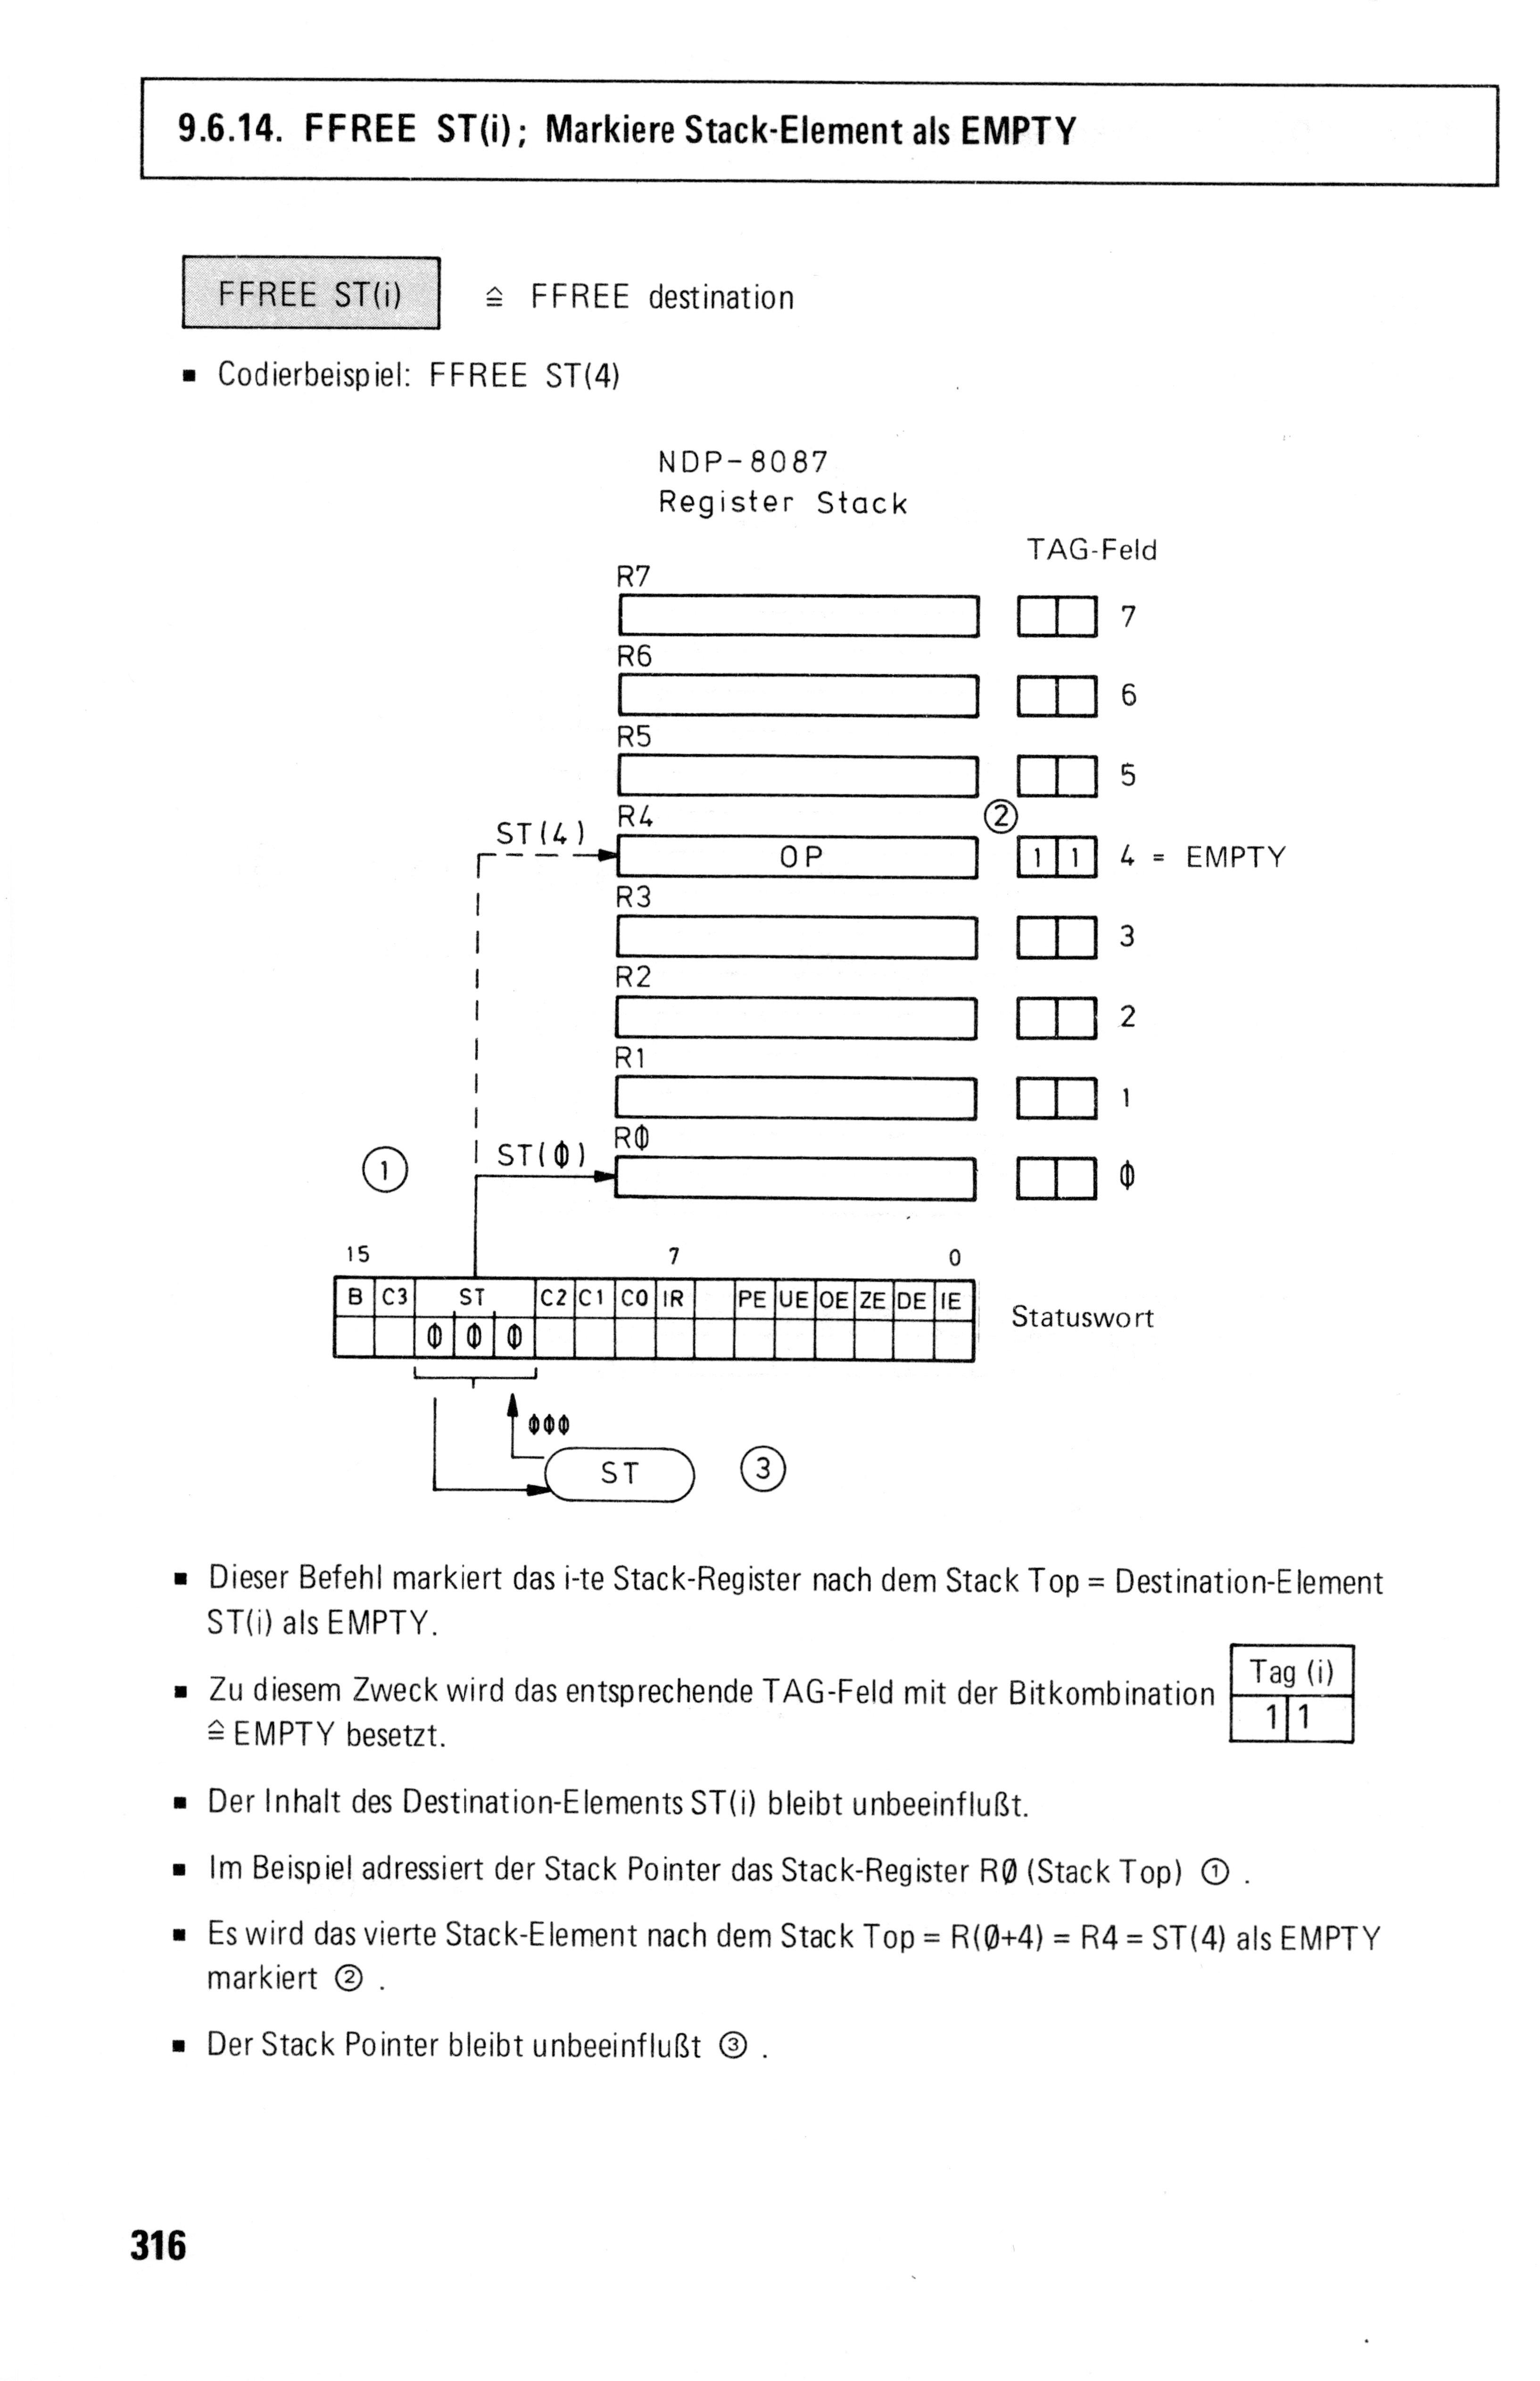 9.6.14. FFREE ST(i); Markiere Stack-Element als EMPTY
FFREE ST(i) ≙ FFREE destination
▪ Codierbeispiel: FFREE ST(4)
NDP-8087
Register Stack
TAG-Feld
R7
7
R6
6
R5
5
R4
②
ST(4)
OP
1 1 4 = EMPTY
R3
3
R2
2
R1
1
RØ
① ST(Ø)
Ø
15 7 0
B C3 ST C2 C1 C0 IR PE UE OE ZE DE IE
Statuswort
Ø Ø Ø
ØØØ
ST ③
▪ Dieser Befehl markiert das i-te Stack-Register nach dem Stack Top = Destination-Element
ST(i) als EMPTY.
▪ Zu diesem Zweck wird das entsprechende TAG-Feld mit der Bitkombination
≙ EMPTY besetzt.
Tag (i)
1 1
▪ Der Inhalt des Destination-Elements ST(i) bleibt unbeeinflußt.
▪ Im Beispiel adressiert der Stack Pointer das Stack-Register RØ (Stack Top) ① .
▪ Es wird das vierte Stack-Element nach dem Stack Top = R(Ø+4) = R4 = ST(4) als EMPTY
markiert ② .
▪ Der Stack Pointer bleibt unbeeinflußt ③ .
316